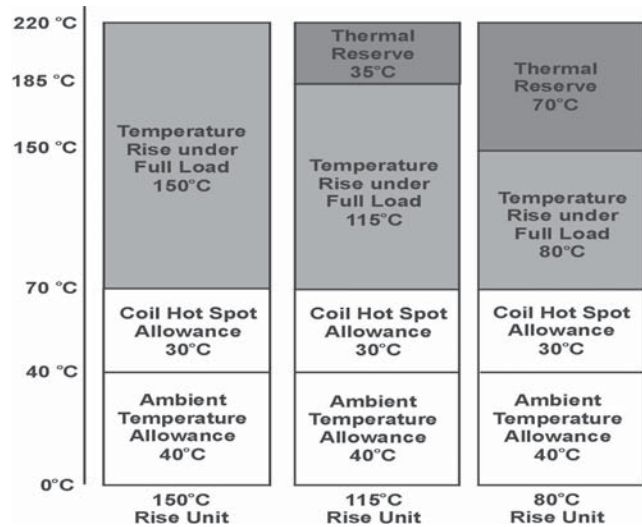 220 °C
185 °C
150 °C
70 °C
40 °C
0°C
Temperature
Rise under
Full Load
150°C
Coil Hot Spot
Allowance
30°C
Ambient
Temperature
Allowance
40°C
150°C
Rise Unit
Thermal
Reserve
35°C
Temperature
Rise under
Full Load
115°C
Coil Hot Spot
Allowance
30°C
Ambient
Temperature
Allowance
40°C
115°C
Rise Unit
Thermal
Reserve
70°C
Temperature
Rise under
Full Load
80°C
Coil Hot Spot
Allowance
30°C
Ambient
Temperature
Allowance
40°C
80°C
Rise Unit